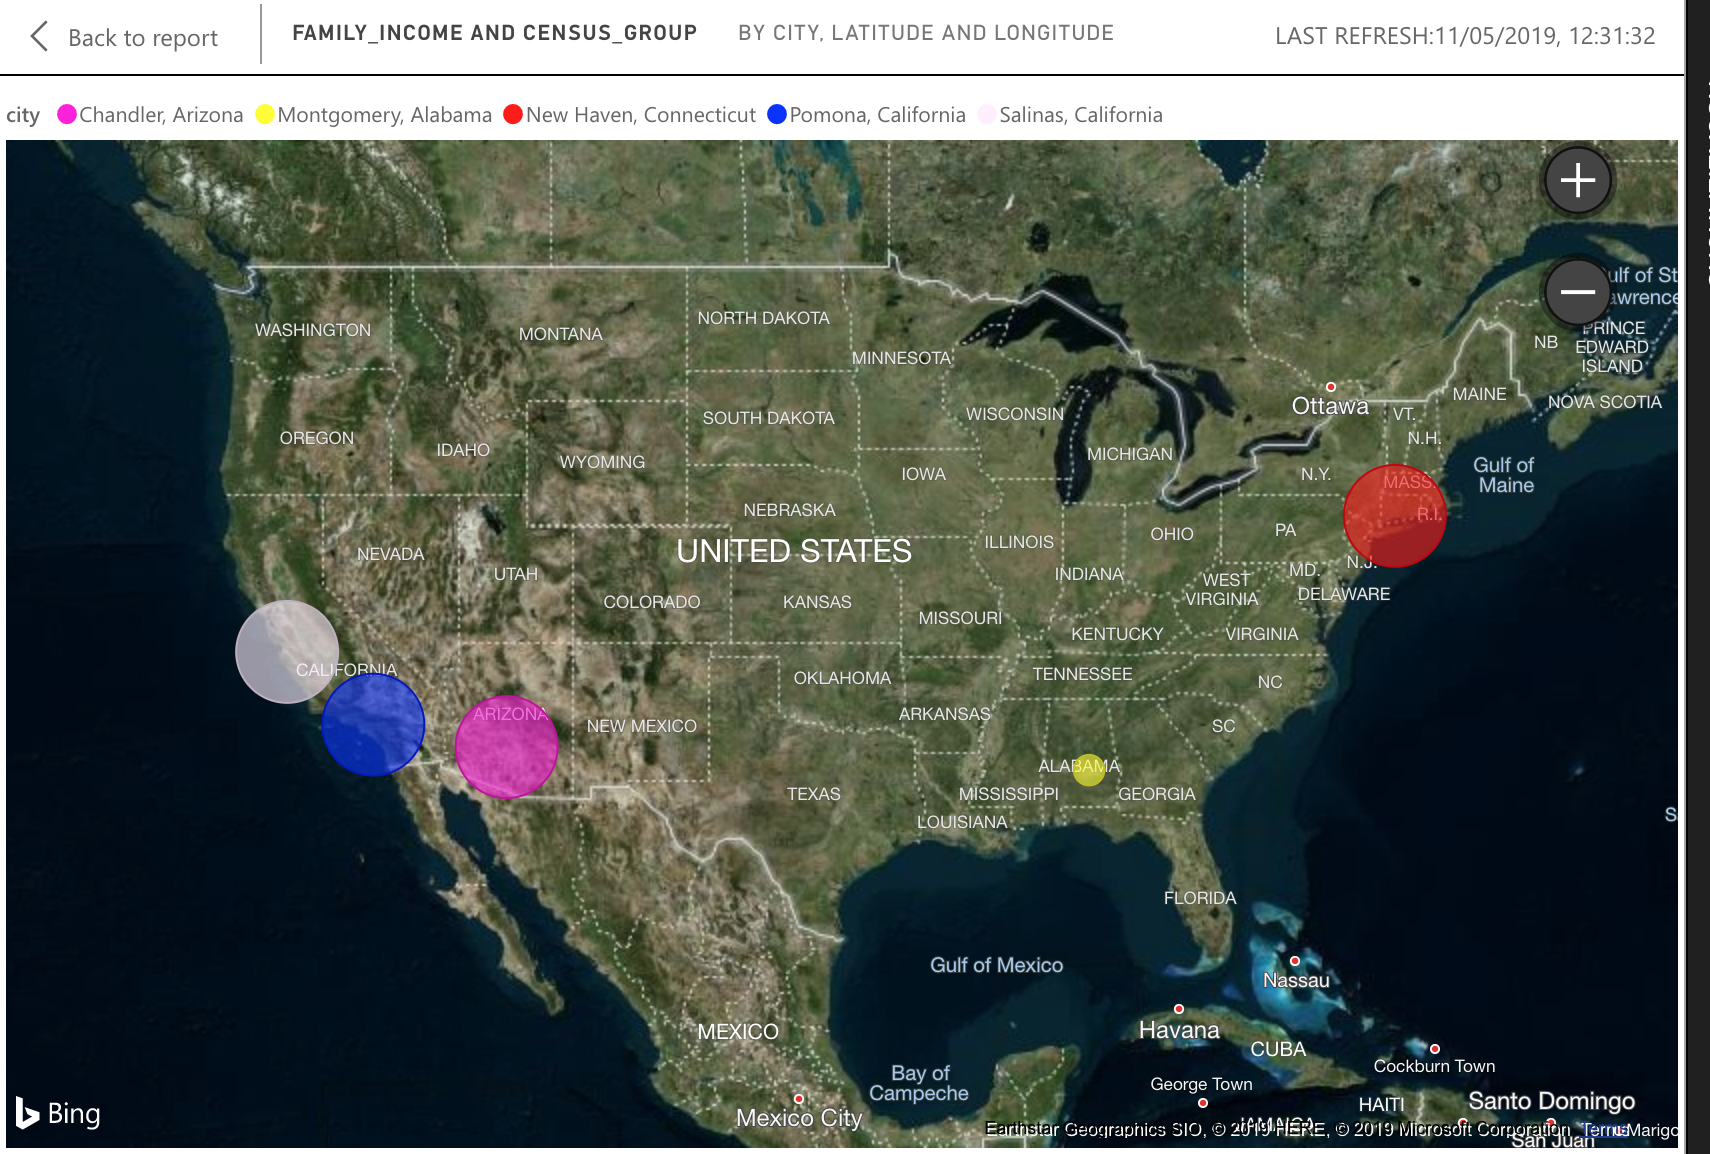 Back to report
FAMILY_INCOME AND CENSUS_GROUP
BY CITY, LATITUDE AND LONGITUDE
LAST REFRESH:11/05/2019, 12:31:32
city
Chandler, Arizona
Montgomery, Alabama
New Haven, Connecticut
Pomona, California
Salinas, California
WASHINGTON
MONTANA
NORTH DAKOTA
MINNESOTA
OREGON
IDAHO
WYOMING
SOUTH DAKOTA
WISCONSIN
MICHIGAN
Ottawa
VT.
N.H.
MAINE
NB
PRINCE
EDWARD
ISLAND
NOVA SCOTIA
Gulf of
Maine
IOWA
NEBRASKA
N.Y.
MASS.
R.I.
NEVADA
UTAH
UNITED STATES
ILLINOIS
OHIO
PA
INDIANA
N.J.
MD.
DELAWARE
WEST
VIRGINIA
COLORADO
KANSAS
MISSOURI
KENTUCKY
VIRGINIA
CALIFORNIA
OKLAHOMA
TENNESSEE
NC
ARIZONA
NEW MEXICO
ARKANSAS
SC
ALABAMA
TEXAS
MISSISSIPPI
GEORGIA
LOUISIANA
FLORIDA
Gulf of Mexico
Nassau
Havana
CUBA
MEXICO
Bay of
Campeche
Cockburn Town
George Town
HAITI
Santo Domingo
Bing
Mexico City
JAMAICA
Earthstar Geographics SIO, © 2019 HERE, © 2019 Microsoft Corporation
Terms
San Juan